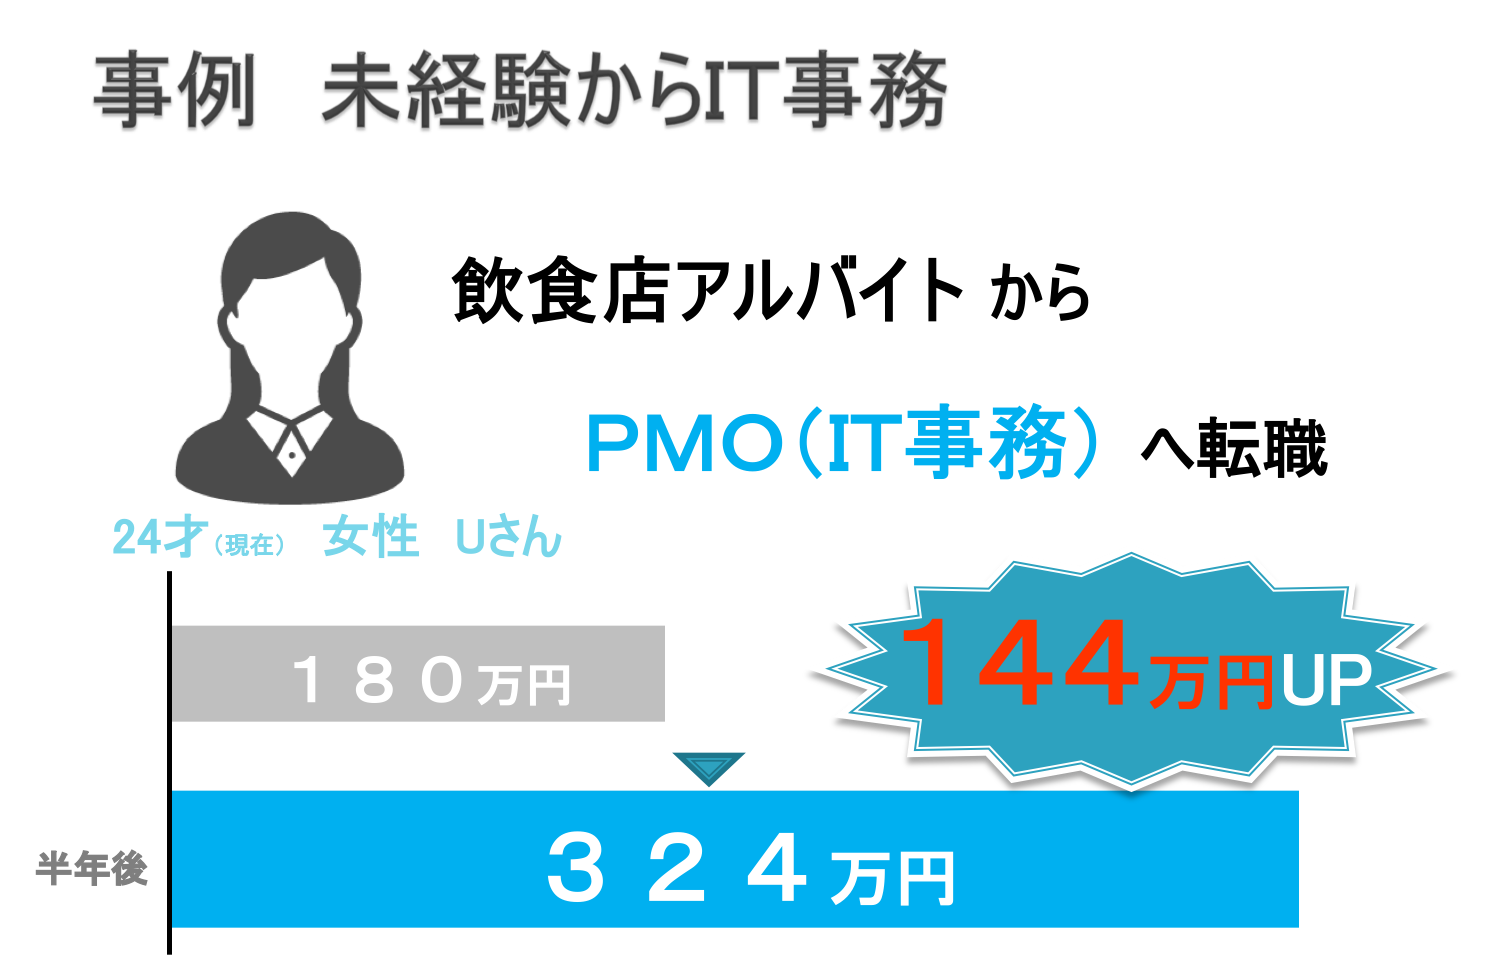 事例　未経験からIT事務
飲食店アルバイト から
PMO（IT事務） へ転職
24才（現在）　女性　Uさん
１８０万円
１４４万円UP
半年後
３２４万円